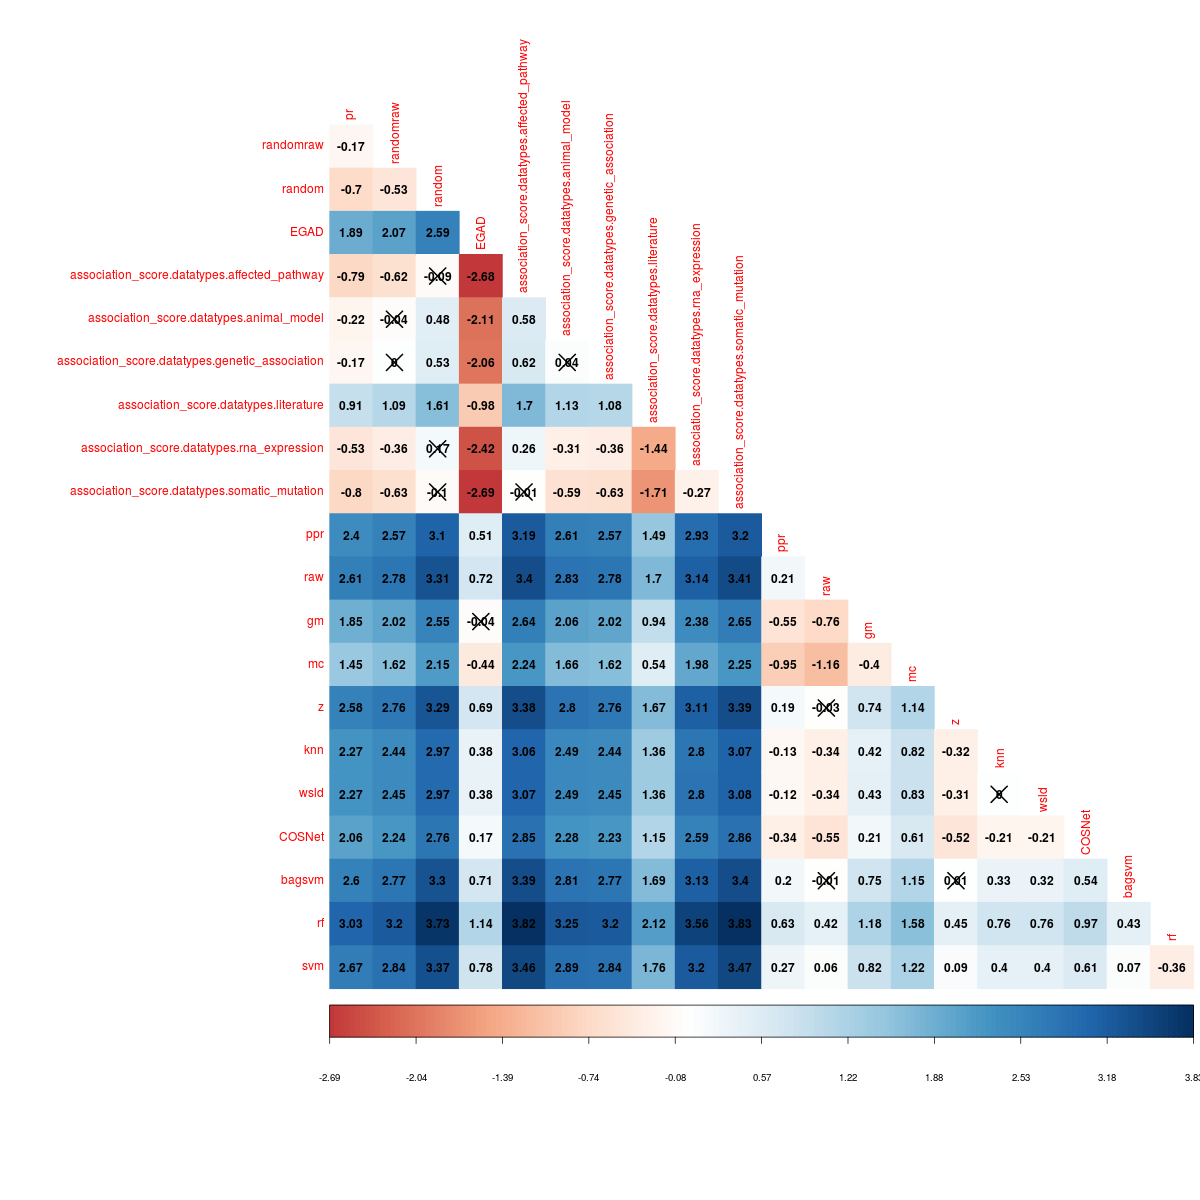 pr
randomraw
random
EGAD
association_score.datatypes.affected_pathway
association_score.datatypes.animal_model
association_score.datatypes.genetic_association
association_score.datatypes.literature
association_score.datatypes.rna_expression
association_score.datatypes.somatic_mutation
ppr
raw
gm
mc
z
knn
wsld
COSNet
bagsvm
rf
randomraw -0.17
random -0.7 -0.53
EGAD 1.89 2.07 2.59
association_score.datatypes.affected_pathway -0.79 -0.62 -0.09 -2.68
association_score.datatypes.animal_model -0.22 -0.04 0.48 -2.11 0.58
association_score.datatypes.genetic_association -0.17 0 0.53 -2.06 0.62 0.04
association_score.datatypes.literature 0.91 1.09 1.61 -0.98 1.7 1.13 1.08
association_score.datatypes.rna_expression -0.53 -0.36 0.17 -2.42 0.26 -0.31 -0.36 -1.44
association_score.datatypes.somatic_mutation -0.8 -0.63 -0.1 -2.69 -0.01 -0.59 -0.63 -1.71 -0.27
ppr 2.4 2.57 3.1 0.51 3.19 2.61 2.57 1.49 2.93 3.2
raw 2.61 2.78 3.31 0.72 3.4 2.83 2.78 1.7 3.14 3.41 0.21
gm 1.85 2.02 2.55 -0.04 2.64 2.06 2.02 0.94 2.38 2.65 -0.55 -0.76
mc 1.45 1.62 2.15 -0.44 2.24 1.66 1.62 0.54 1.98 2.25 -0.95 -1.16 -0.4
z 2.58 2.76 3.29 0.69 3.38 2.8 2.76 1.67 3.11 3.39 0.19 -0.03 0.74 1.14
knn 2.27 2.44 2.97 0.38 3.06 2.49 2.44 1.36 2.8 3.07 -0.13 -0.34 0.42 0.82 -0.32
wsld 2.27 2.45 2.97 0.38 3.07 2.49 2.45 1.36 2.8 3.08 -0.12 -0.34 0.43 0.83 -0.31 0
COSNet 2.06 2.24 2.76 0.17 2.85 2.28 2.23 1.15 2.59 2.86 -0.34 -0.55 0.21 0.61 -0.52 -0.21 -0.21
bagsvm 2.6 2.77 3.3 0.71 3.39 2.81 2.77 1.69 3.13 3.4 0.2 -0.01 0.75 1.15 0.01 0.33 0.32 0.54
rf 3.03 3.2 3.73 1.14 3.82 3.25 3.2 2.12 3.56 3.83 0.63 0.42 1.18 1.58 0.45 0.76 0.76 0.97 0.43
svm 2.67 2.84 3.37 0.78 3.46 2.89 2.84 1.76 3.2 3.47 0.27 0.06 0.82 1.22 0.09 0.4 0.4 0.61 0.07 -0.36
-2.69 -2.04 -1.39 -0.74 -0.08 0.57 1.22 1.88 2.53 3.18 3.83